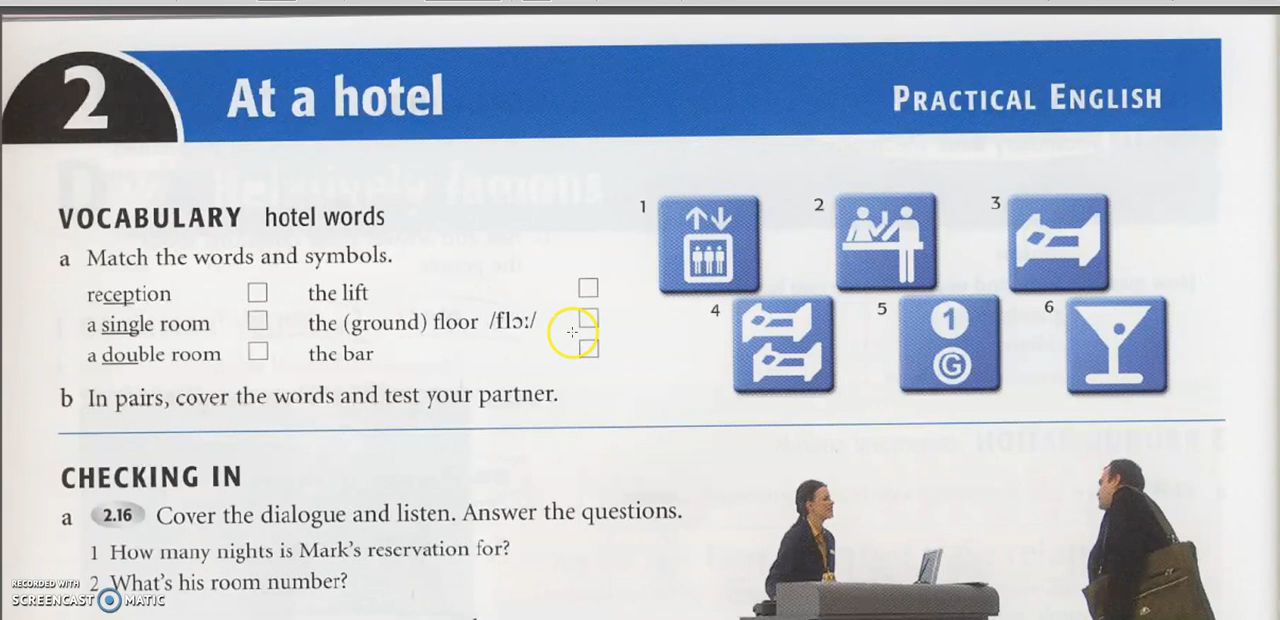 2 At a hotel PRACTICAL ENGLISH
VOCABULARY hotel words
a Match the words and symbols.
reception the lift
a single room the (ground) floor /flɔː/
a double room the bar
b In pairs, cover the words and test your partner.
1 2 3
4 5 6
1
G
CHECKING IN
a 2.16 Cover the dialogue and listen. Answer the questions.
1 How many nights is Mark's reservation for?
2 What's his room number?
RECORDED WITH
SCREENCAST MATIC